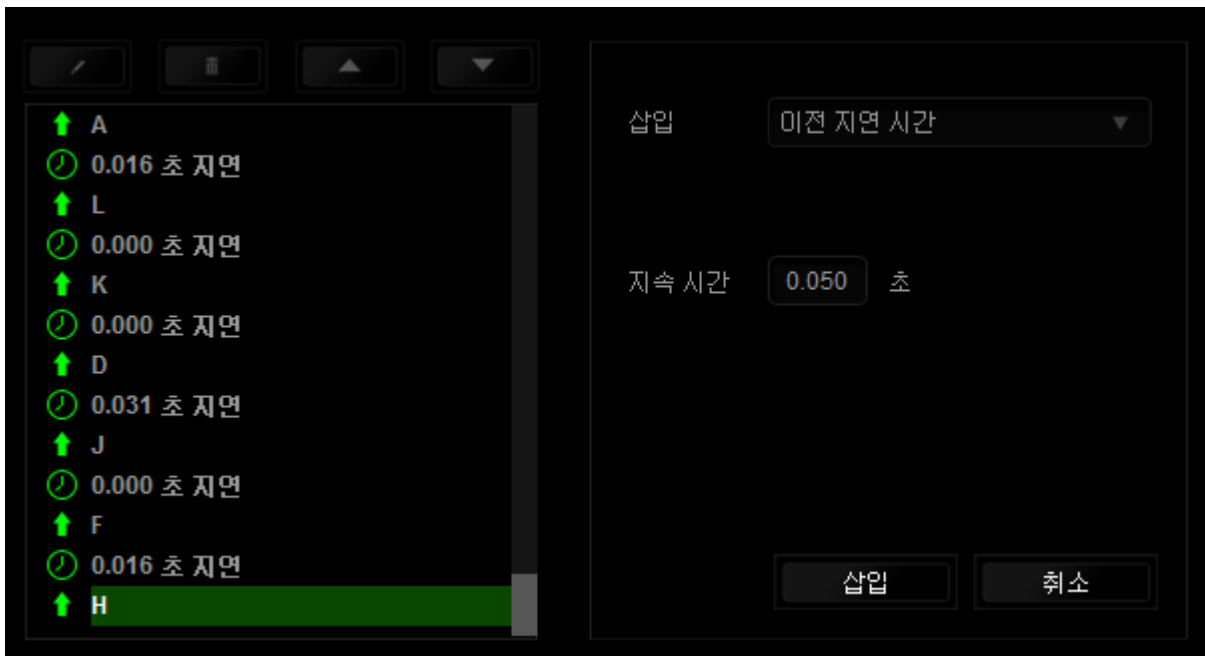 A
0.016 초 지연
L
0.000 초 지연
K
0.000 초 지연
D
0.031 초 지연
J
0.000 초 지연
F
0.016 초 지연
H
삽입 이전 지연 시간
지속 시간 0.050 초
삽입 취소